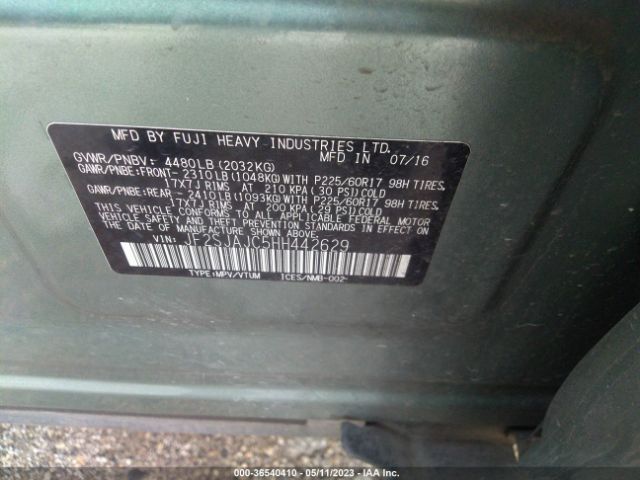 MFD BY FUJI HEAVY INDUSTRIES LTD.
GVWR/PNBV: 4480LB (2032KG) MFD IN 07/16
GAWR/PNBE:FRONT- 2310LB (1048KG) WITH P225/60R17 98H TIRES,
17X7J RIMS AT 210 KPA (30 PSI) COLD
GAWR/PNBE:REAR -2410LB (1093KG) WITH P225/60R17 98H TIRES,
17X7J RIMS AT 200 KPA (29 PSI) COLD
THIS VEHICLE CONFORMS TO ALL APPLICABLE FEDERAL MOTOR
VEHICLE SAFETY AND THEFT PREVENTION STANDARDS IN EFFECT ON
THE DATE OF MANUFACTURE SHOWN ABOVE.
VIN: JF2SJAJC5HH442629
TYPE:MPV/VTUM ICES/NMB-002
000-36540410 - 05/11/2023 - IAA Inc.